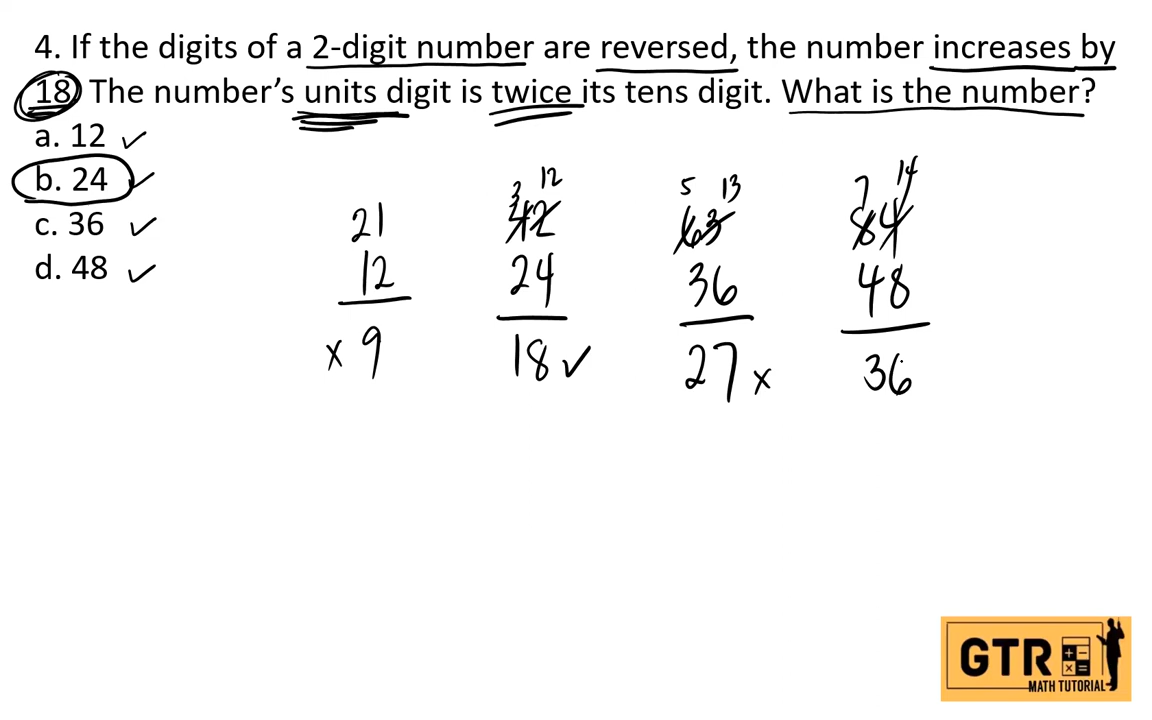 4. If the digits of a 2-digit number are reversed, the number increases by
18. The number’s units digit is twice its tens digit. What is the number?
a. 12 ✓
b. 24 ✓
c. 36 ✓
d. 48 ✓
3 12 5 13 7 14
21 42 63 84
12 24 36 48
x 9 18 ✓ 27 x 36
GTR
MATH TUTORIAL